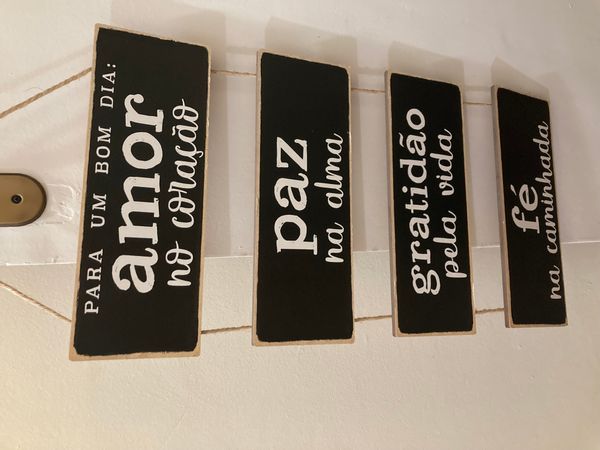 PARA UM BOM DIA:
amor
no coração
paz
na alma
gratidão
pela vida
fé
na caminhada